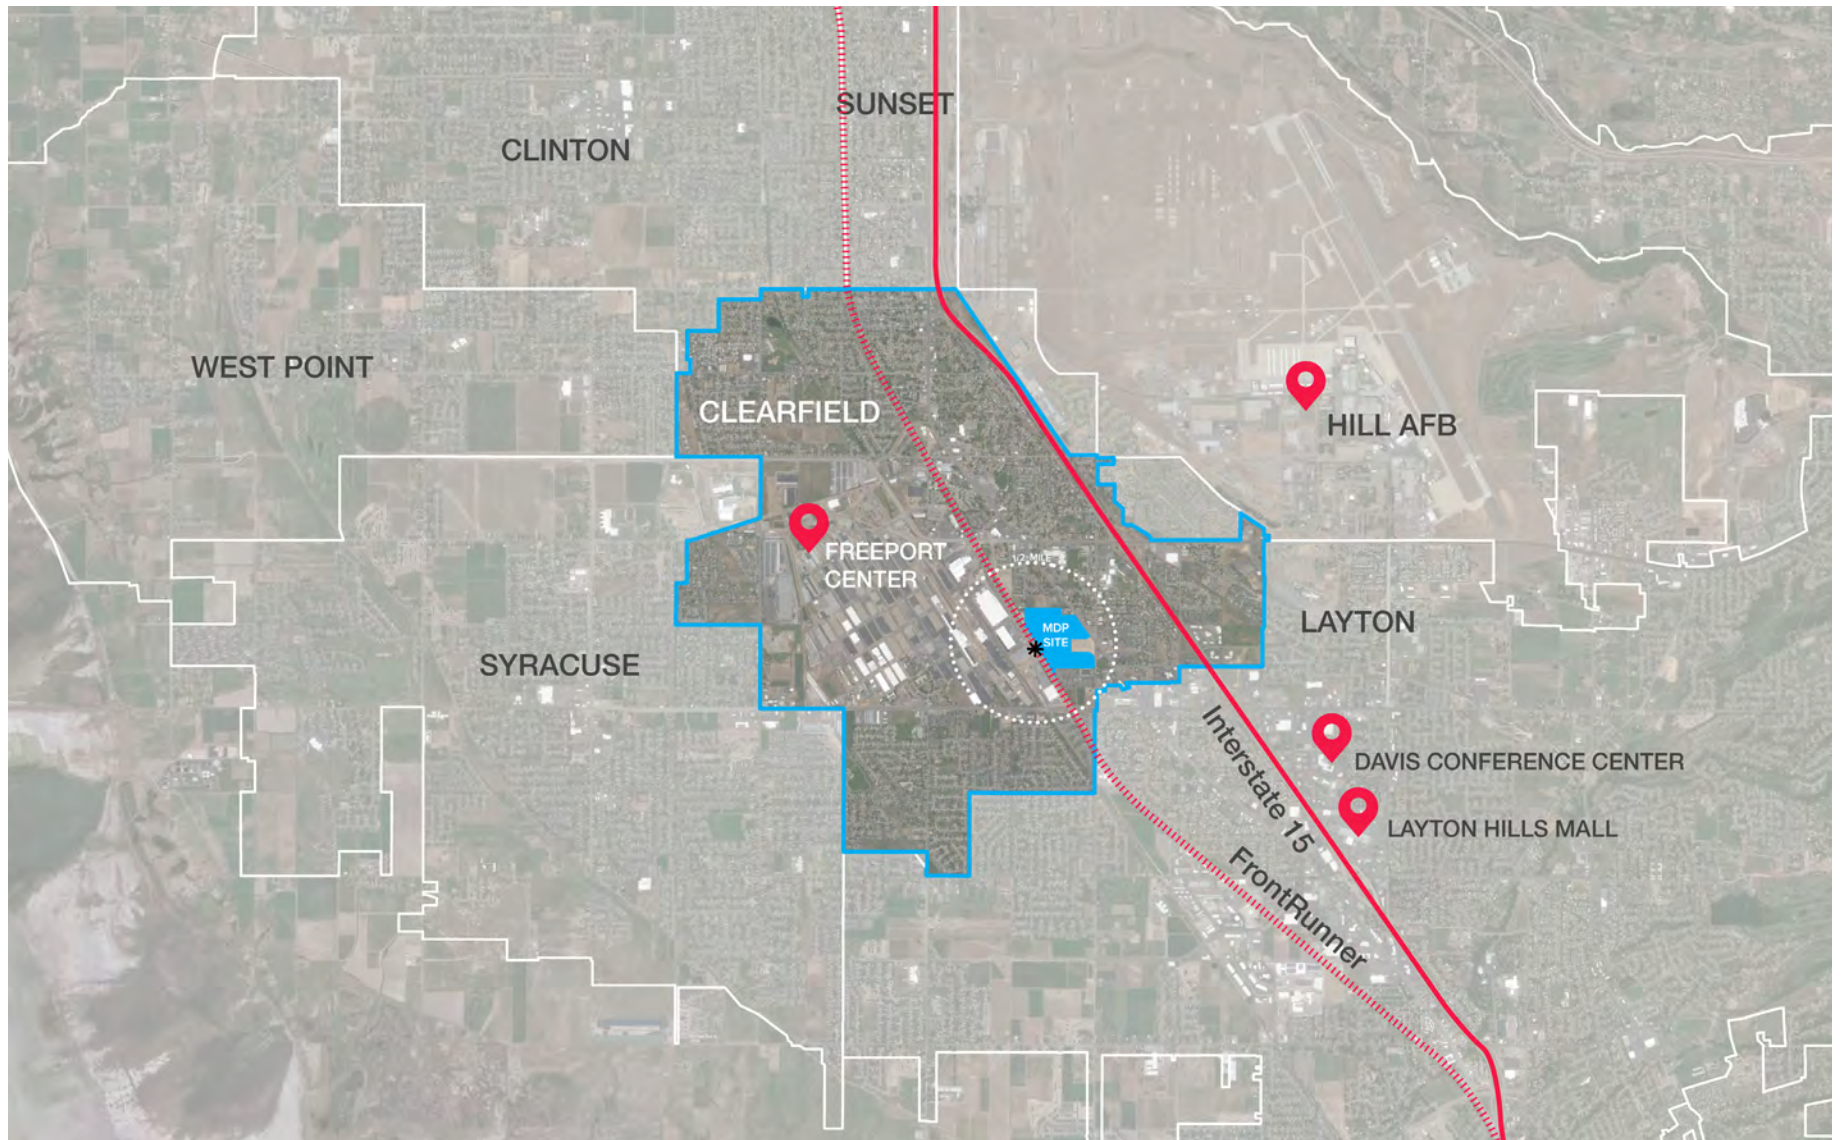 SUNSET
CLINTON
WEST POINT
CLEARFIELD
HILL AFB
FREEPORT
CENTER
1/2 MILE
MDP
SITE
LAYTON
SYRACUSE
Interstate 15
DAVIS CONFERENCE CENTER
LAYTON HILLS MALL
FrontRunner